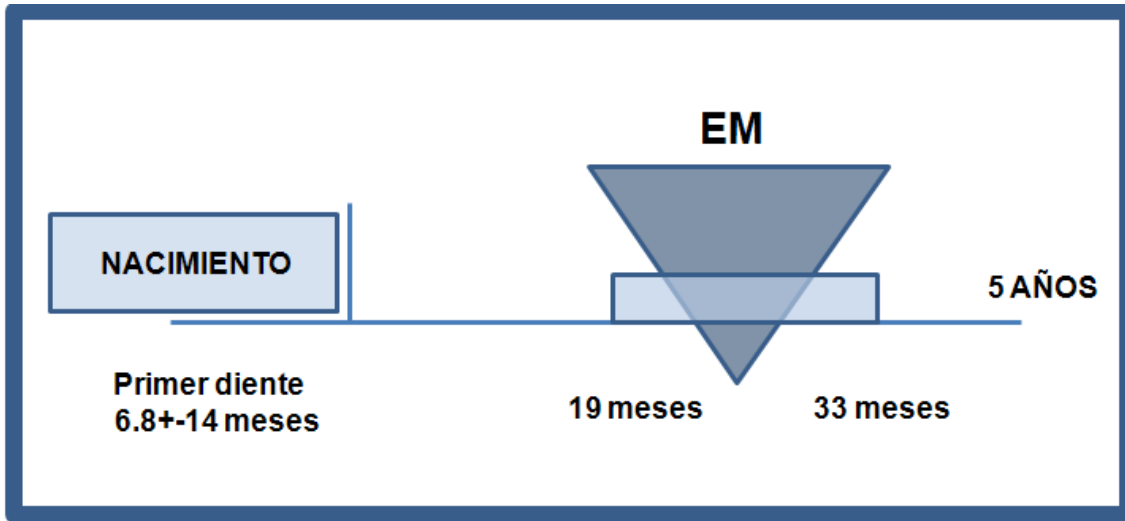 EM
NACIMIENTO
5 AÑOS
Primer diente
6.8+-14 meses
19 meses
33 meses